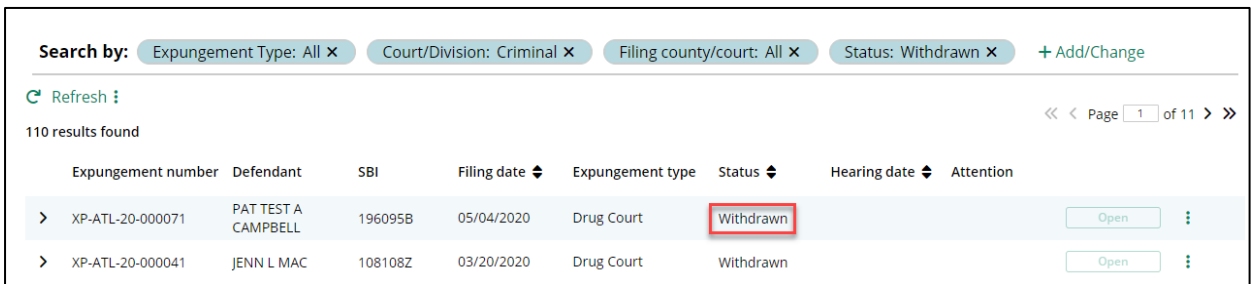 Search by: Expungement Type: All × Court/Division: Criminal × Filing county/court: All × Status: Withdrawn × + Add/Change
Refresh
110 results found
Page 1 of 11
Expungement number Defendant SBI Filing date Expungement type Status Hearing date Attention
XP-ATL-20-000071 PAT TEST A CAMPBELL 196095B 05/04/2020 Drug Court Withdrawn Open
XP-ATL-20-000041 JENN L MAC 108108Z 03/20/2020 Drug Court Withdrawn Open